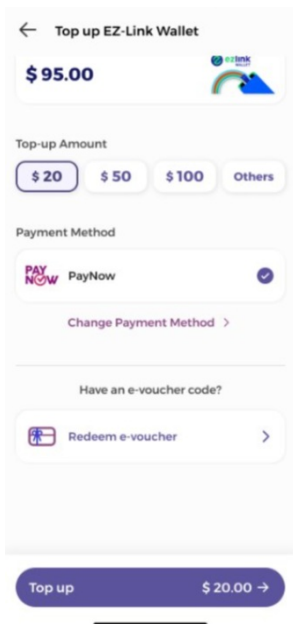 Top up EZ-Link Wallet
ezlink
WALLET
$95.00
Top-up Amount
$20 $50 $100 Others
Payment Method
PAY
NOW PayNow
Change Payment Method >
Have an e-voucher code?
Redeem e-voucher >
Top up $20.00 →